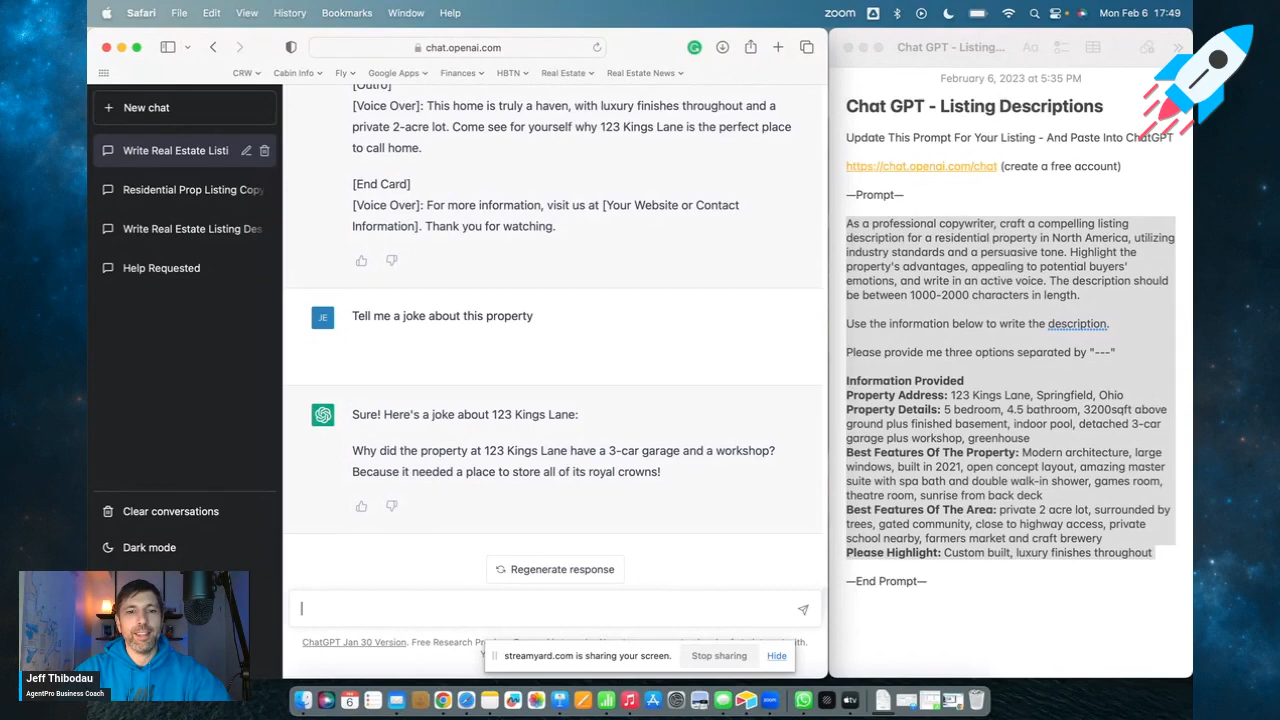 Safari File Edit View History Bookmarks Window Help
zoom
Mon Feb 6 17:49
chat.openai.com
CRW Cabin Info Fly Google Apps Finances HBTN Real Estate Real Estate News
New chat
Write Real Estate Listi
Residential Prop Listing Copy
Write Real Estate Listing Des
Help Requested
Clear conversations
Dark mode
[Outro]
[Voice Over]: This home is truly a haven, with luxury finishes throughout and a
private 2-acre lot. Come see for yourself why 123 Kings Lane is the perfect place
to call home.
[End Card]
[Voice Over]: For more information, visit us at [Your Website or Contact
Information]. Thank you for watching.
JE
Tell me a joke about this property
Sure! Here's a joke about 123 Kings Lane:
Why did the property at 123 Kings Lane have a 3-car garage and a workshop?
Because it needed a place to store all of its royal crowns!
Regenerate response
ChatGPT Jan 30 Version. Free Research
streamyard.com is sharing your screen. Stop sharing Hide
Chat GPT - Listing...
Aa
February 6, 2023 at 5:35 PM
Chat GPT - Listing Descriptions
Update This Prompt For Your Listing - And Paste Into ChatGPT
https://chat.openai.com/chat (create a free account)
—Prompt—
As a professional copywriter, craft a compelling listing
description for a residential property in North America, utilizing
industry standards and a persuasive tone. Highlight the
property's advantages, appealing to potential buyers'
emotions, and write in an active voice. The description should
be between 1000-2000 characters in length.
Use the information below to write the description.
Please provide me three options separated by "---"
Information Provided
Property Address: 123 Kings Lane, Springfield, Ohio
Property Details: 5 bedroom, 4.5 bathroom, 3200sqft above
ground plus finished basement, indoor pool, detached 3-car
garage plus workshop, greenhouse
Best Features Of The Property: Modern architecture, large
windows, built in 2021, open concept layout, amazing master
suite with spa bath and double walk-in shower, games room,
theatre room, sunrise from back deck
Best Features Of The Area: private 2 acre lot, surrounded by
trees, gated community, close to highway access, private
school nearby, farmers market and craft brewery
Please Highlight: Custom built, luxury finishes throughout
—End Prompt—
Jeff Thibodau
AgentPro Business Coach